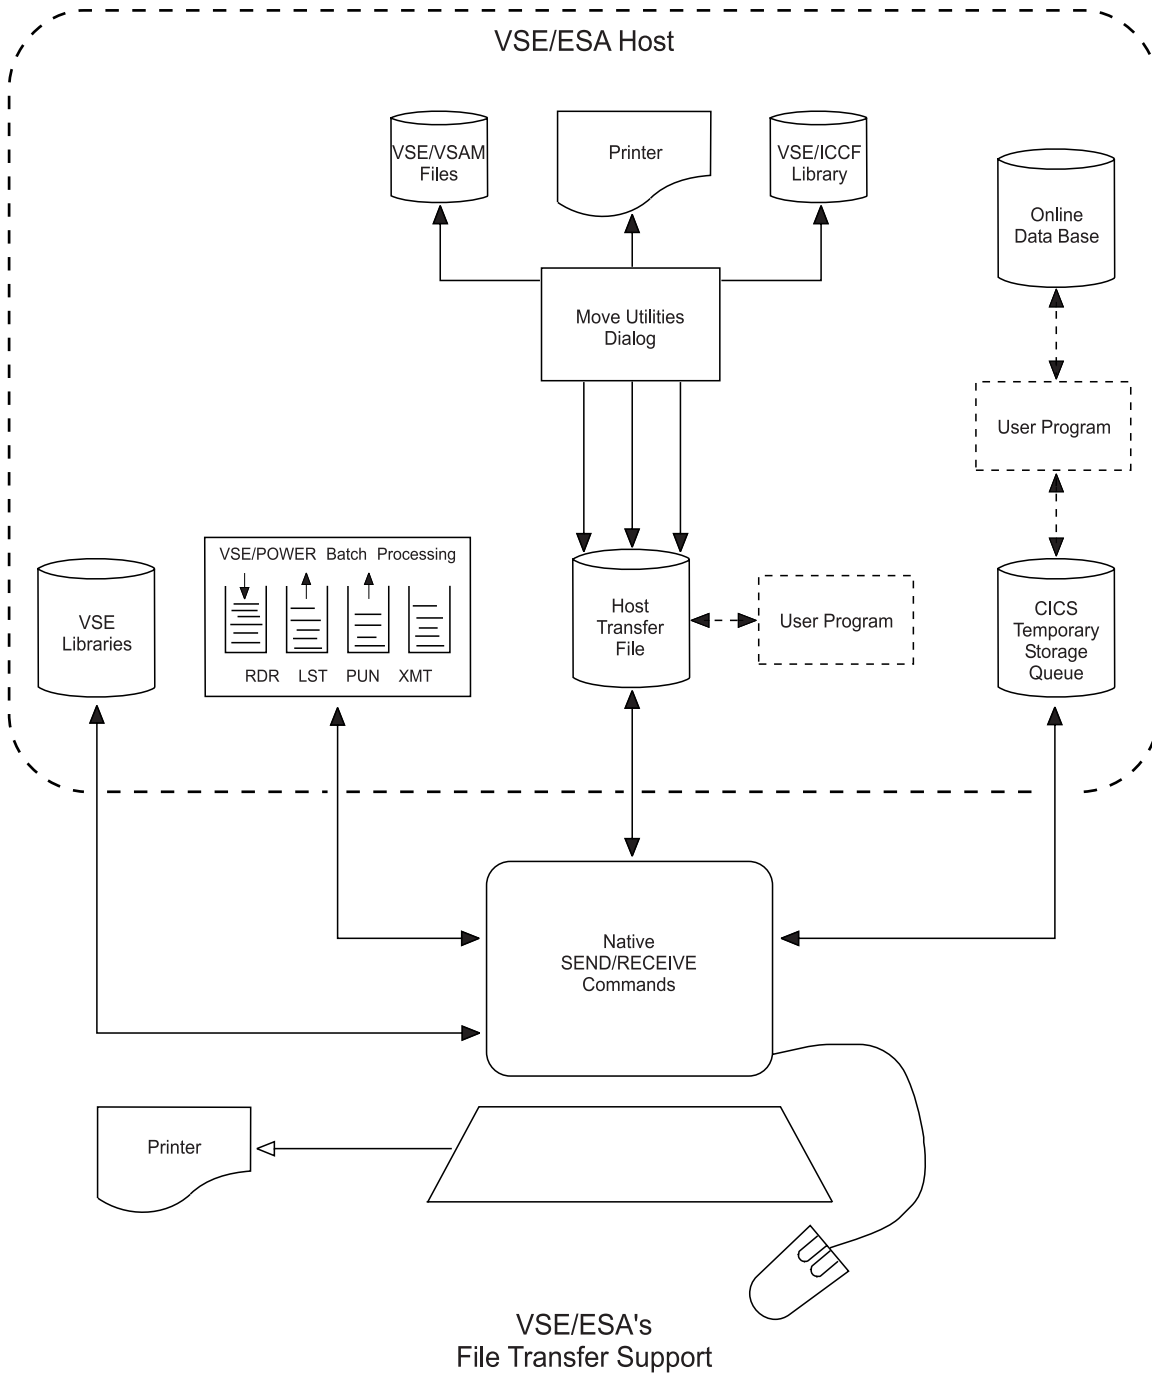 VSE/ESA Host
VSE/VSAM
Files
Printer
VSE/ICCF
Library
Online
Data Base
Move Utilities
Dialog
User Program
VSE
Libraries
VSE/POWER Batch Processing
RDR LST PUN XMT
Host
Transfer
File
User Program
CICS
Temporary
Storage
Queue
Native
SEND/RECEIVE
Commands
Printer
VSE/ESA's
File Transfer Support